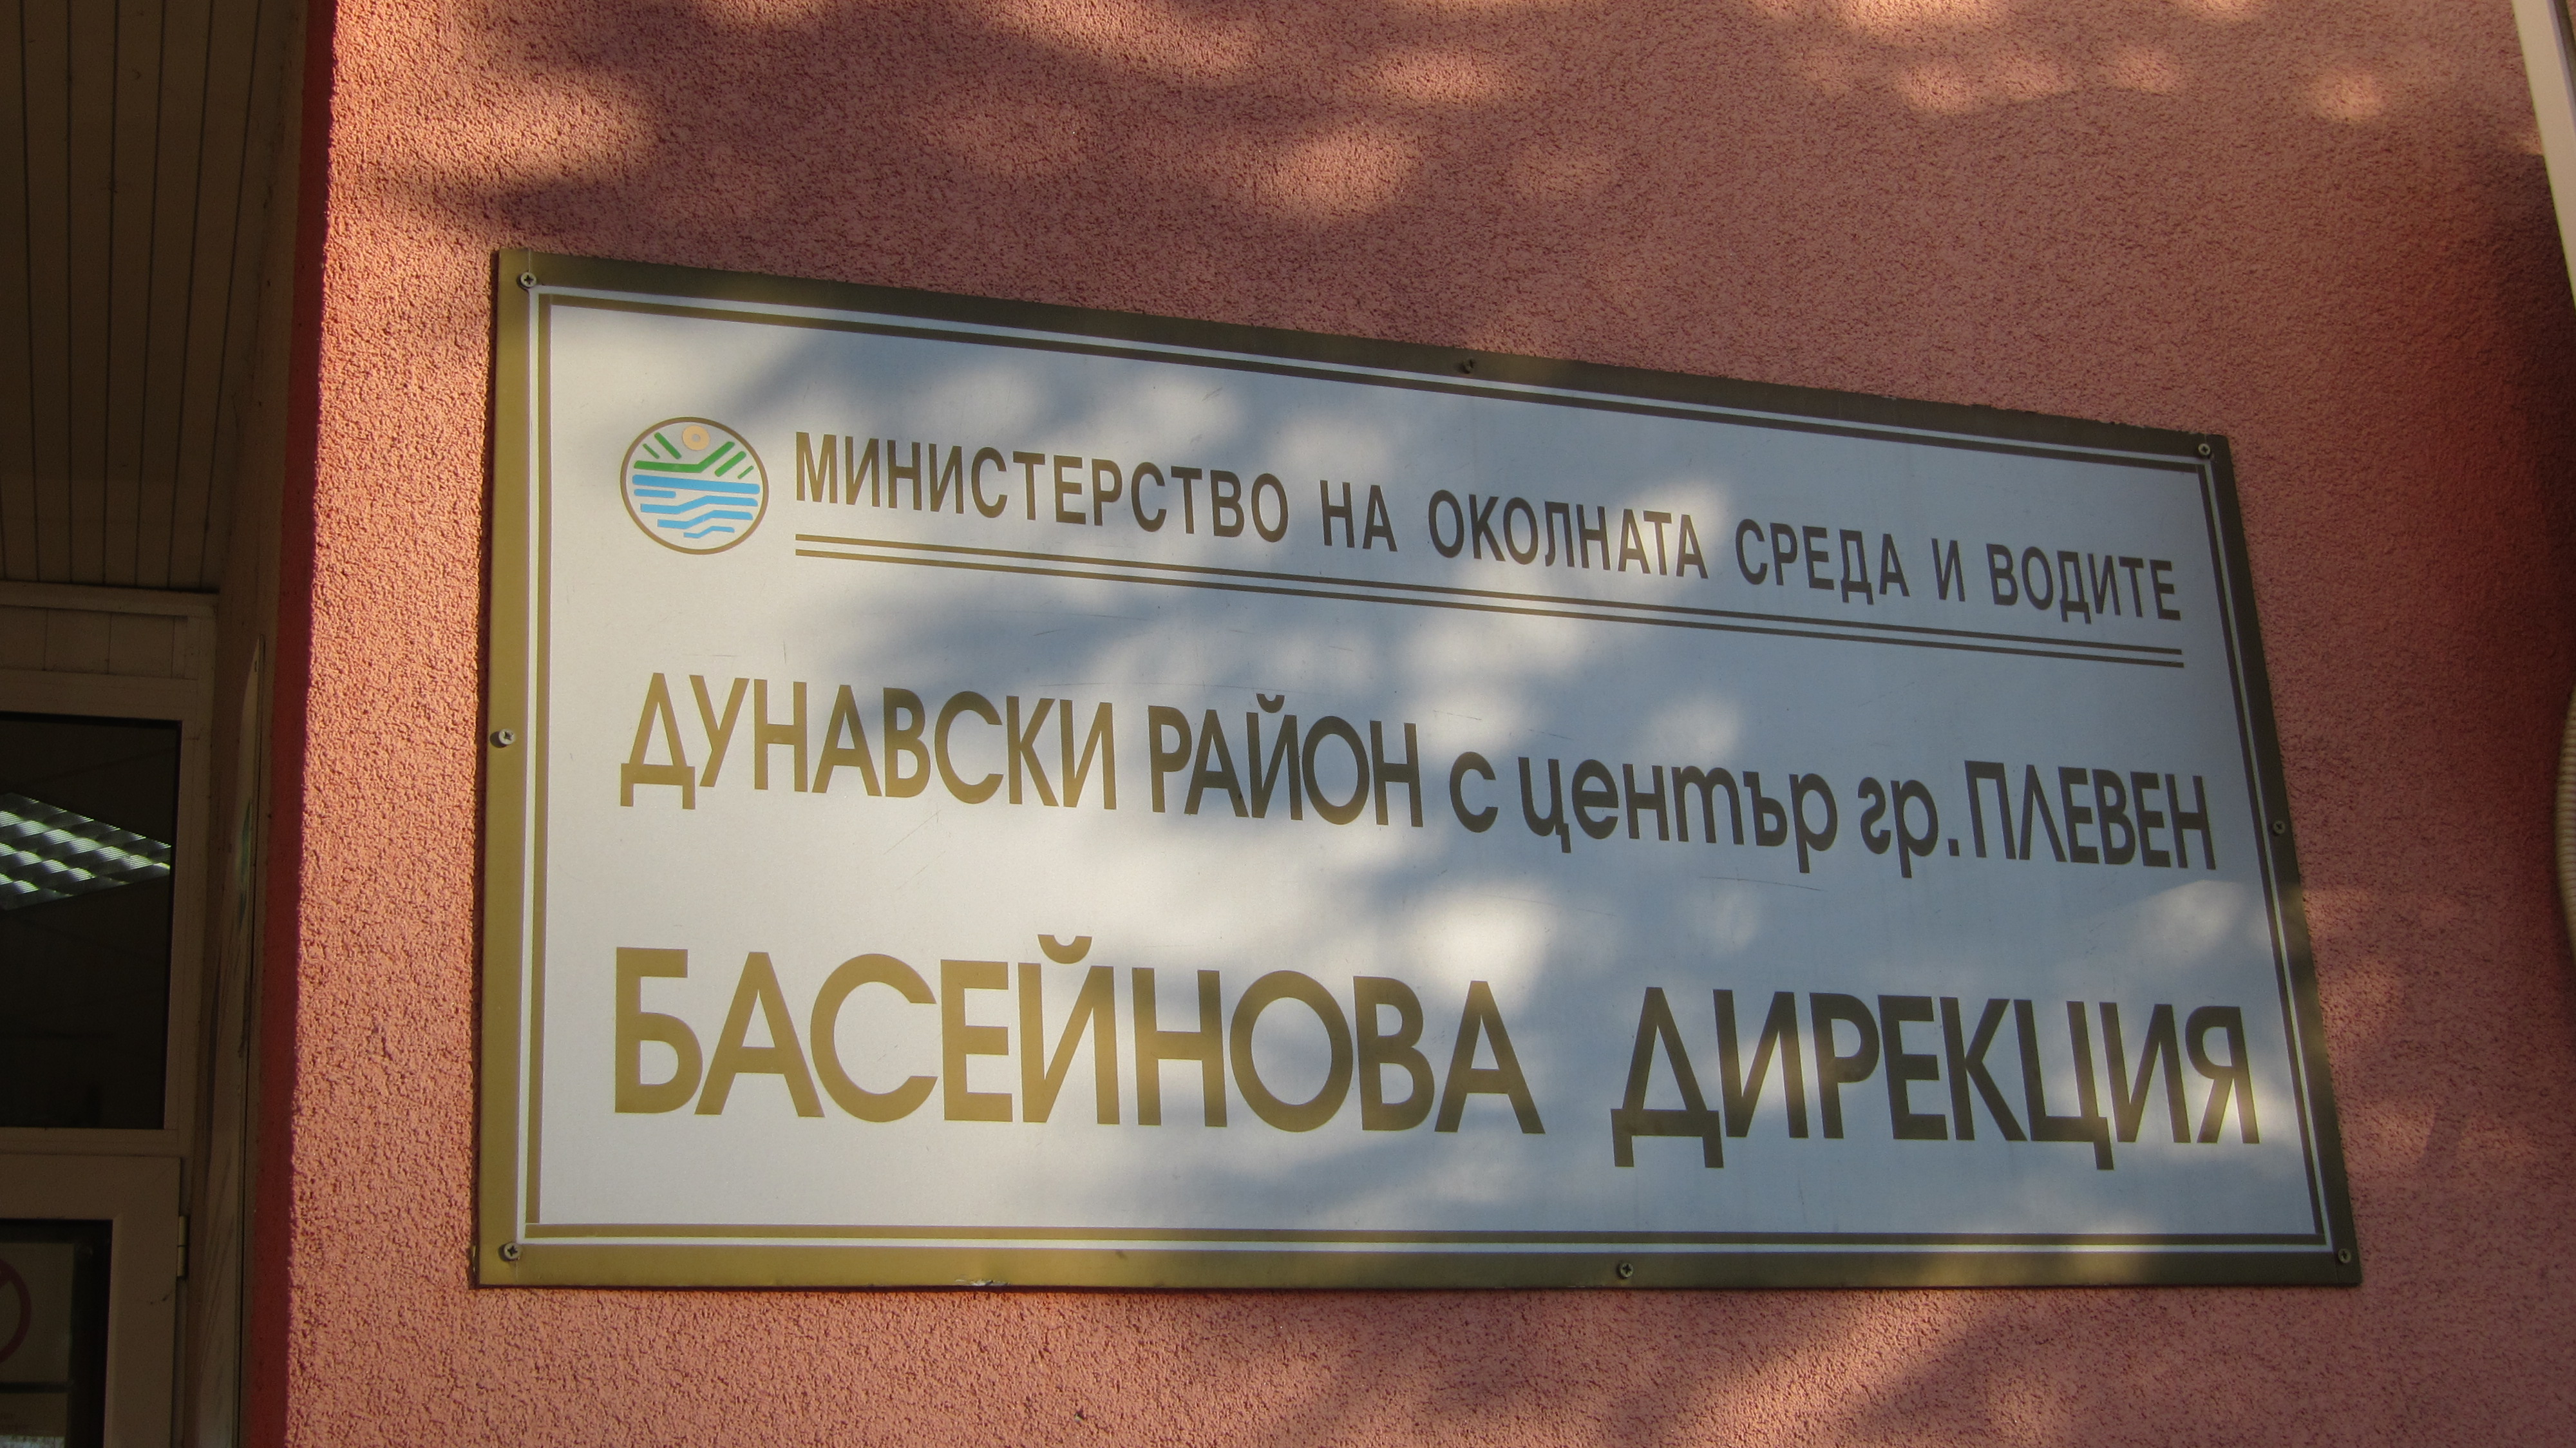 МИНИСТЕРСТВО НА ОКОЛНАТА СРЕДА И ВОДИТЕ
ДУНАВСКИ РАЙОН с център гр. ПЛЕВЕН
БАСЕЙНОВА ДИРЕКЦИЯ